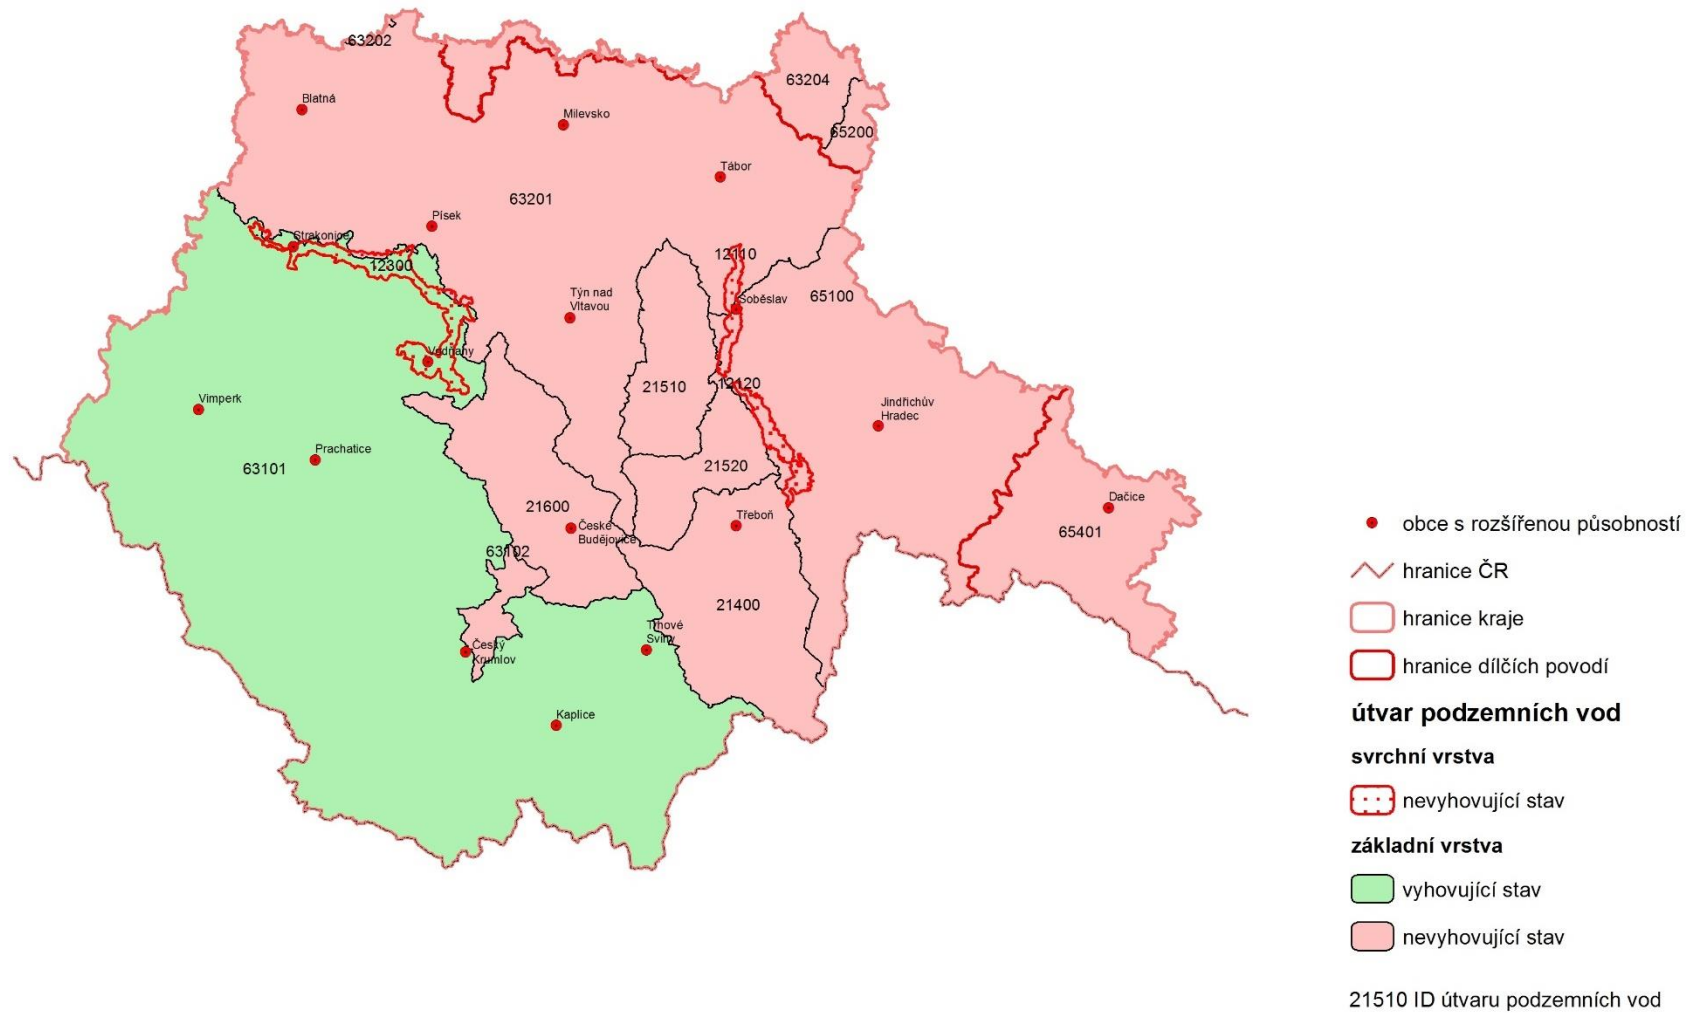 63202
63204
Blatná
Milevsko
65200
Tábor
63201
Písek
Strakonice
12110
12300
65100
Týn nad
Vltavou
Soběslav
Vodňany
12120
21510
Vimperk
Jindřichův
Hradec
Prachatice
63101
21520
Dačice
21600
Třeboň
České
Budějovice
65401
63102
21400
Trhové
Sviny
Český
Krumlov
Kaplice
obce s rozšířenou působností
hranice ČR
hranice kraje
hranice dílčích povodí
útvar podzemních vod
svrchní vrstva
nevyhovující stav
základní vrstva
vyhovující stav
nevyhovující stav
21510 ID útvaru podzemních vod